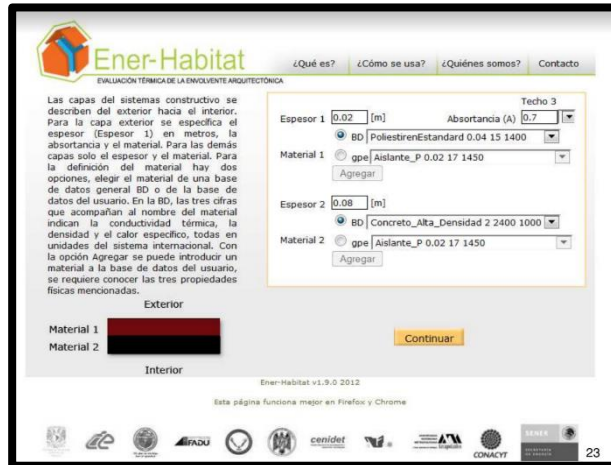 Ener-Habitat
EVALUACIÓN TÉRMICA DE LA ENVOLVENTE ARQUITECTÓNICA
¿Qué es? ¿Cómo se usa? ¿Quiénes somos? Contacto
Las capas del sistemas constructivo se
describen del exterior hacia el interior.
Para la capa exterior se especifica el
espesor (Espesor 1) en metros, la
absortancia y el material. Para las demás
capas solo el espesor y el material. Para
la definición del material hay dos
opciones, elegir el material de una base
de datos general BD o de la base de
datos del usuario. En la BD, las tres cifras
que acompañan al nombre del material
indican la conductividad térmica, la
densidad y el calor específico, todas en
unidades del sistema internacional. Con
la opción Agregar se puede introducir un
material a la base de datos del usuario,
se requiere conocer las tres propiedades
físicas mencionadas.
Exterior
Material 1
Material 2
Interior
Techo 3
Espesor 1 0.02 [m] Absortancia (A) 0.7
BD PoliestirenEstandard 0.04 15 1400
Material 1 gpe Aislante_P 0.02 17 1450
Agregar
Espesor 2 0.08 [m]
BD Concreto_Alta_Densidad 2 2400 1000
Material 2 gpe Aislante_P 0.02 17 1450
Agregar
Continuar
Ener-Habitat v1.9.0 2012
Esta página funciona mejor en Firefox y Chrome
FADU
cenidet
CONACYT
SENER
23